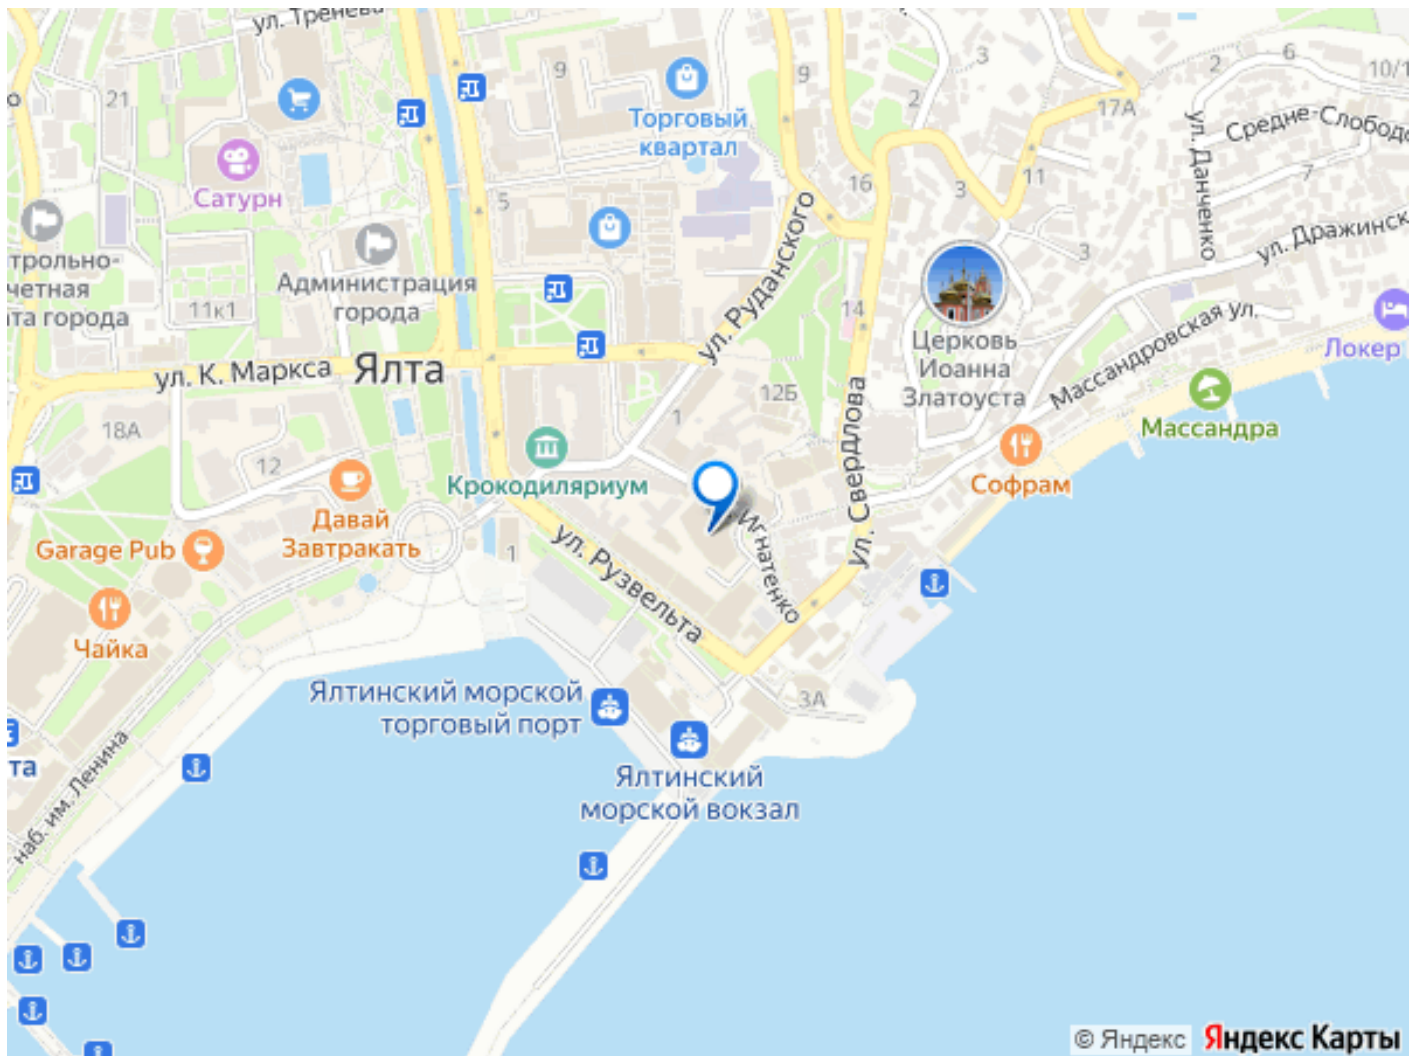 ул. Тренёва
21
9
9
3
2
6
10/1
17А
2
Торговый
квартал
Средне-Слободс
ул. Данченко
Сатурн
5
16
3
11
7
ул. Дражинск
3
трольно-
четная
та города
Администрация
города
11к1
ул. Руданского
14
Церковь
Иоанна
Златоуста
Массандровская ул.
Локер
ул. К. Маркса
Ялта
12Б
1
18А
12
Крокодиляриум
ул. Свердлова
Софрам
Массандра
Давай
Завтракать
Garage Pub
1
Чайка
ул. Рузвельта
Игнатенко
Ялтинский морской
торговый порт
3А
Ялтинский
морской вокзал
та
наб. им. Ленина
© Яндекс Яндекс Карты